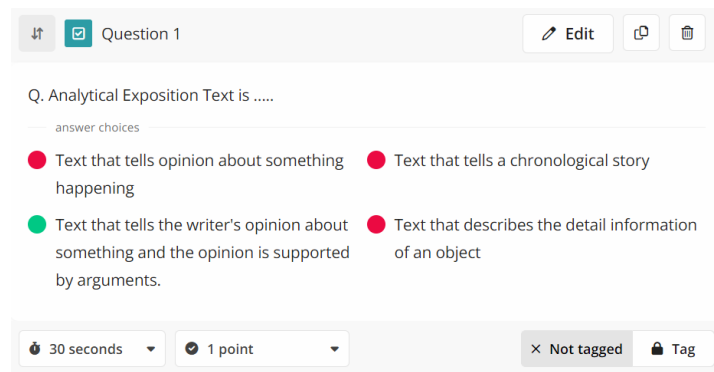 Question 1
Edit
Q. Analytical Exposition Text is .....
answer choices
Text that tells opinion about something
happening
Text that tells a chronological story
Text that tells the writer's opinion about
something and the opinion is supported
by arguments.
Text that describes the detail information
of an object
30 seconds
1 point
Not tagged
Tag